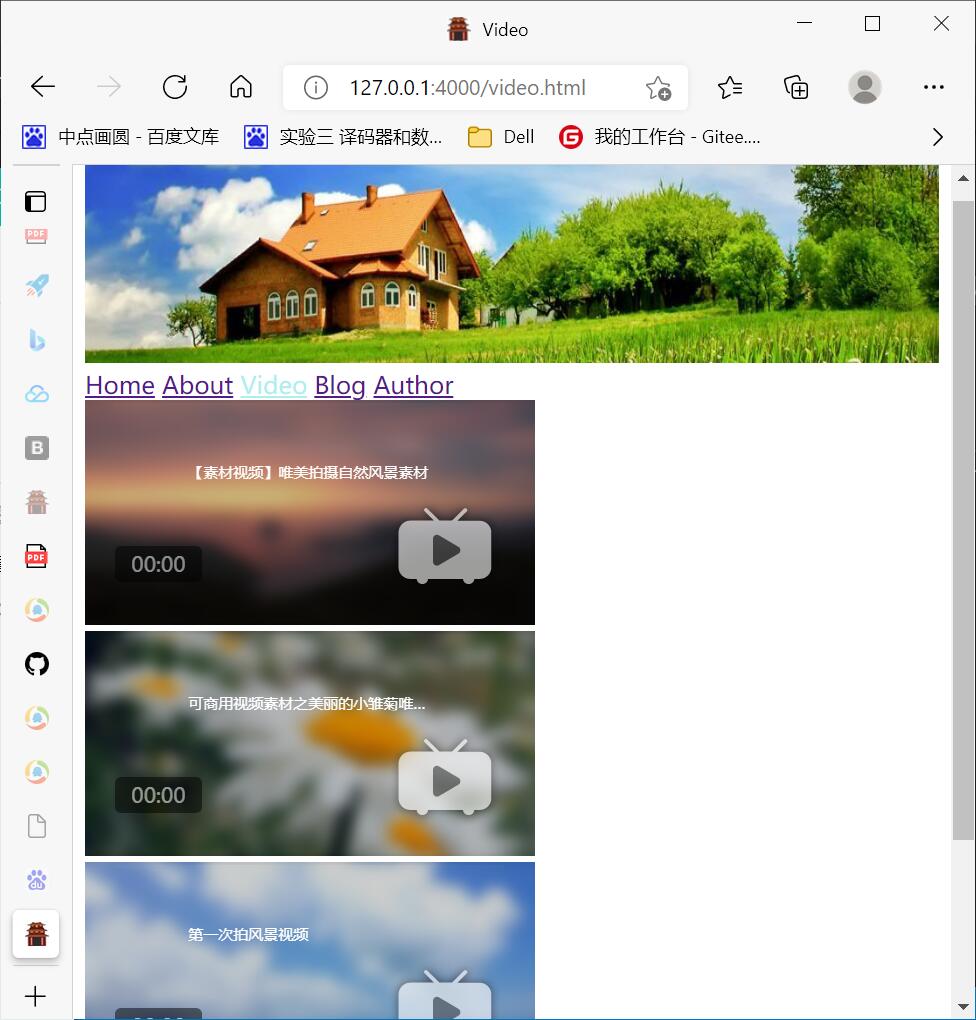 Video
127.0.0.1:4000/video.html
中点画圆 - 百度文库
实验三 译码器和数...
Dell
我的工作台 - Gitee....
PDF
B
PDF
du
Home About Video Blog Author
【素材视频】唯美拍摄自然风景素材
00:00
可商用视频素材之美丽的小雏菊唯...
00:00
第一次拍风景视频